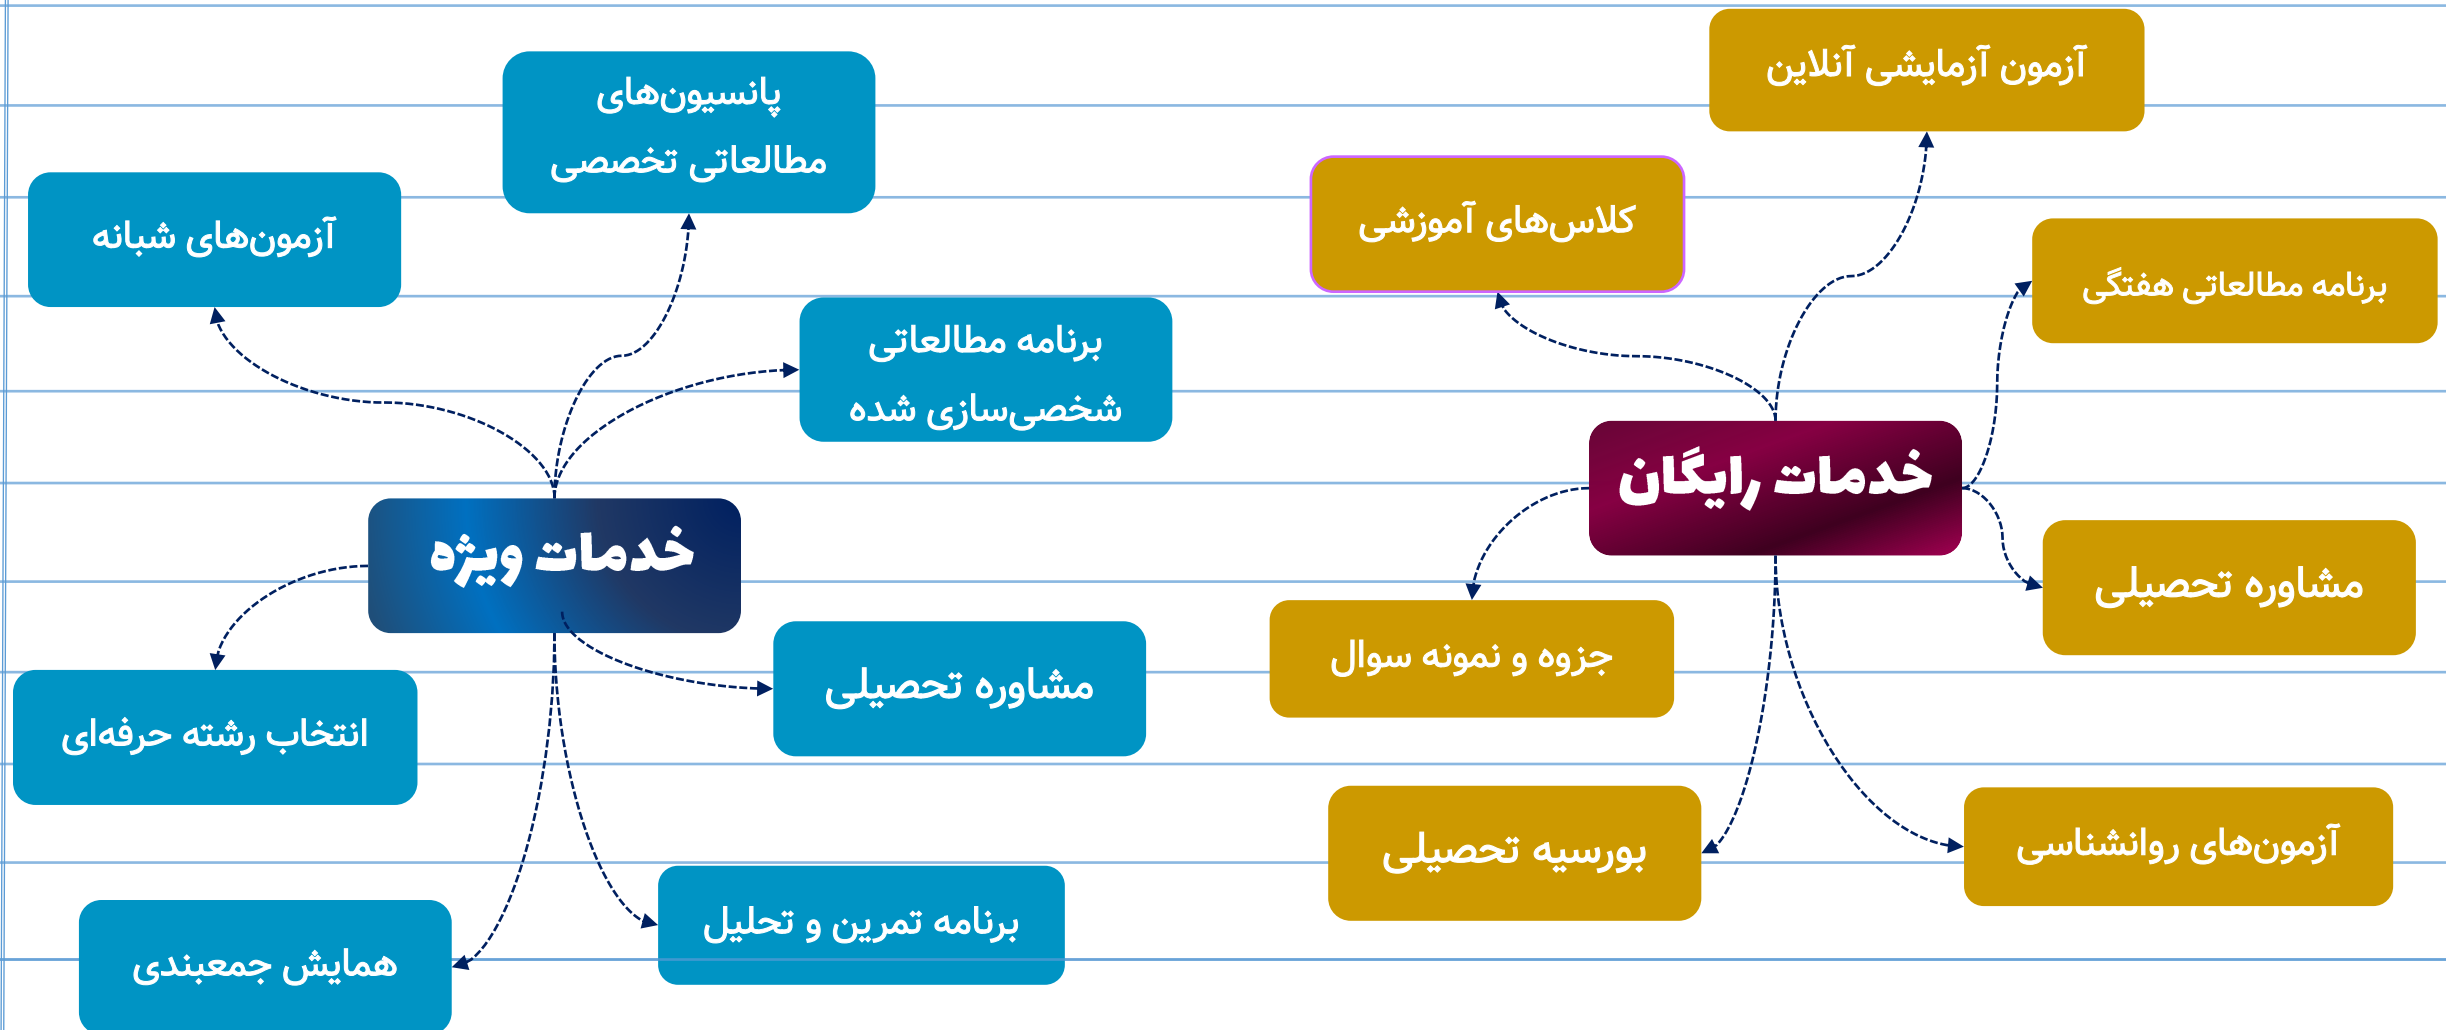 آزمون آزمایشی آنلاین
کلاس‌های آموزشی
برنامه مطالعاتی هفتگی
خدمات رایگان
مشاوره تحصیلی
جزوه و نمونه سوال
بورسیه تحصیلی
آزمون‌های روانشناسی
پانسیون‌های
مطالعاتی تخصصی
آزمون‌های شبانه
برنامه مطالعاتی
شخصی‌سازی شده
خدمات ویژه
مشاوره تحصیلی
انتخاب رشته حرفه‌ای
برنامه تمرین و تحلیل
همایش جمعبندی